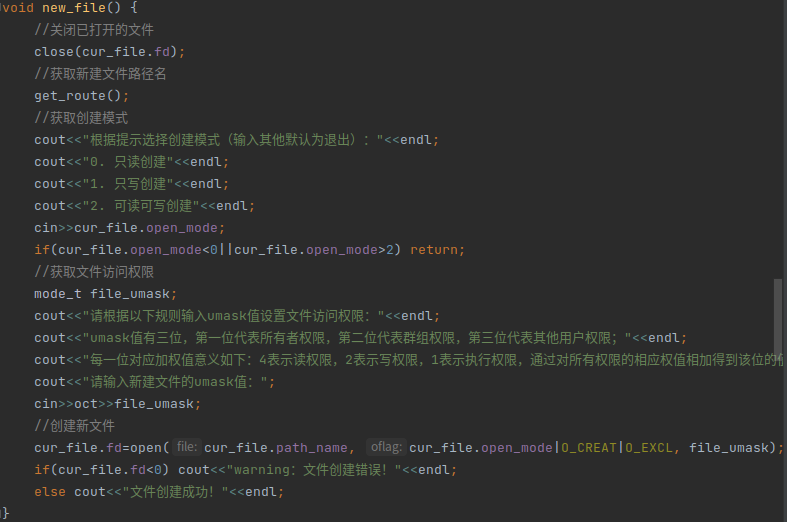 void new_file() {
//关闭已打开的文件
close(cur_file.fd);
//获取新建文件路径名
get_route();
//获取创建模式
cout<<"根据提示选择创建模式（输入其他默认为退出）："<<endl;
cout<<"0. 只读创建"<<endl;
cout<<"1. 只写创建"<<endl;
cout<<"2. 可读可写创建"<<endl;
cin>>cur_file.open_mode;
if(cur_file.open_mode<0||cur_file.open_mode>2) return;
//获取文件访问权限
mode_t file_umask;
cout<<"请根据以下规则输入umask值设置文件访问权限："<<endl;
cout<<"umask值有三位，第一位代表所有者权限，第二位代表群组权限，第三位代表其他用户权限；"<<endl;
cout<<"每一位对应加权值意义如下：4表示读权限，2表示写权限，1表示执行权限，通过对所有权限的相应权值相加得到该位的
cout<<"请输入新建文件的umask值：";
cin>>oct>>file_umask;
//创建新文件
cur_file.fd=open( file: cur_file.path_name, oflag: cur_file.open_mode|O_CREAT|O_EXCL, file_umask);
if(cur_file.fd<0) cout<<"warning：文件创建错误！"<<endl;
else cout<<"文件创建成功！"<<endl;
}